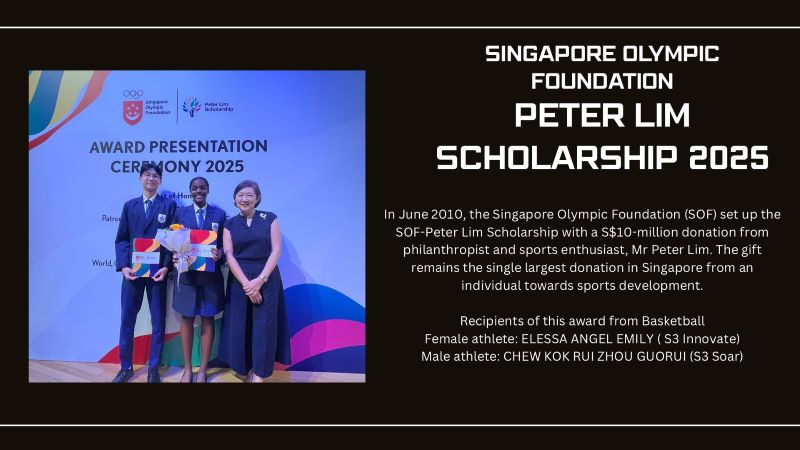 Singapore
Olympic
Foundation
Peter Lim
Scholarship
AWARD PRESENTATION
CEREMONY 2025
of Hon
Patro
World,
SINGAPORE OLYMPIC
FOUNDATION
PETER LIM
SCHOLARSHIP 2025
In June 2010, the Singapore Olympic Foundation (SOF) set up the
SOF-Peter Lim Scholarship with a S$10-million donation from
philanthropist and sports enthusiast, Mr Peter Lim. The gift
remains the single largest donation in Singapore from an
individual towards sports development.
Recipients of this award from Basketball
Female athlete: ELESSA ANGEL EMILY ( S3 Innovate)
Male athlete: CHEW KOK RUI ZHOU GUORUI (S3 Soar)